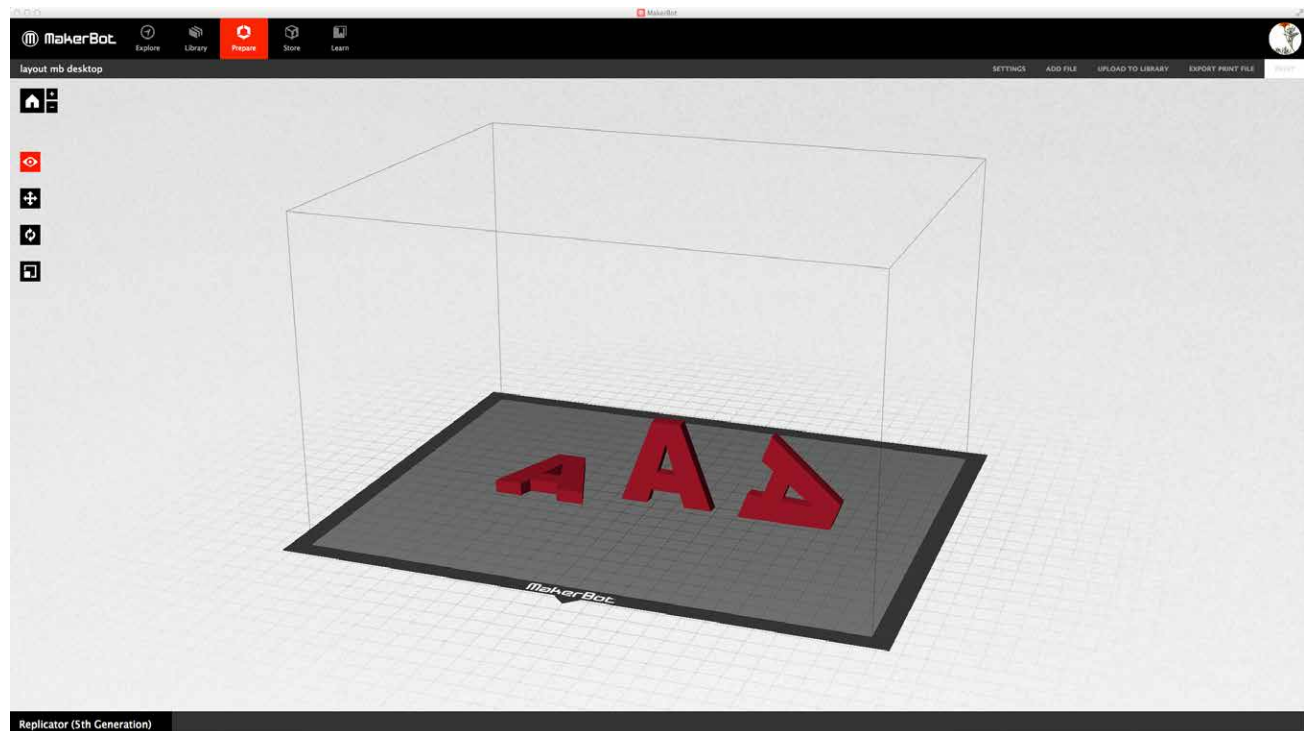 MakerBot
MakerBot
Explore
Library
Prepare
Store
Learn
layout mb desktop
SETTINGS
ADD FILE
UPLOAD TO LIBRARY
EXPORT PRINT FILE
A A A
MakerBot
Replicator (5th Generation)